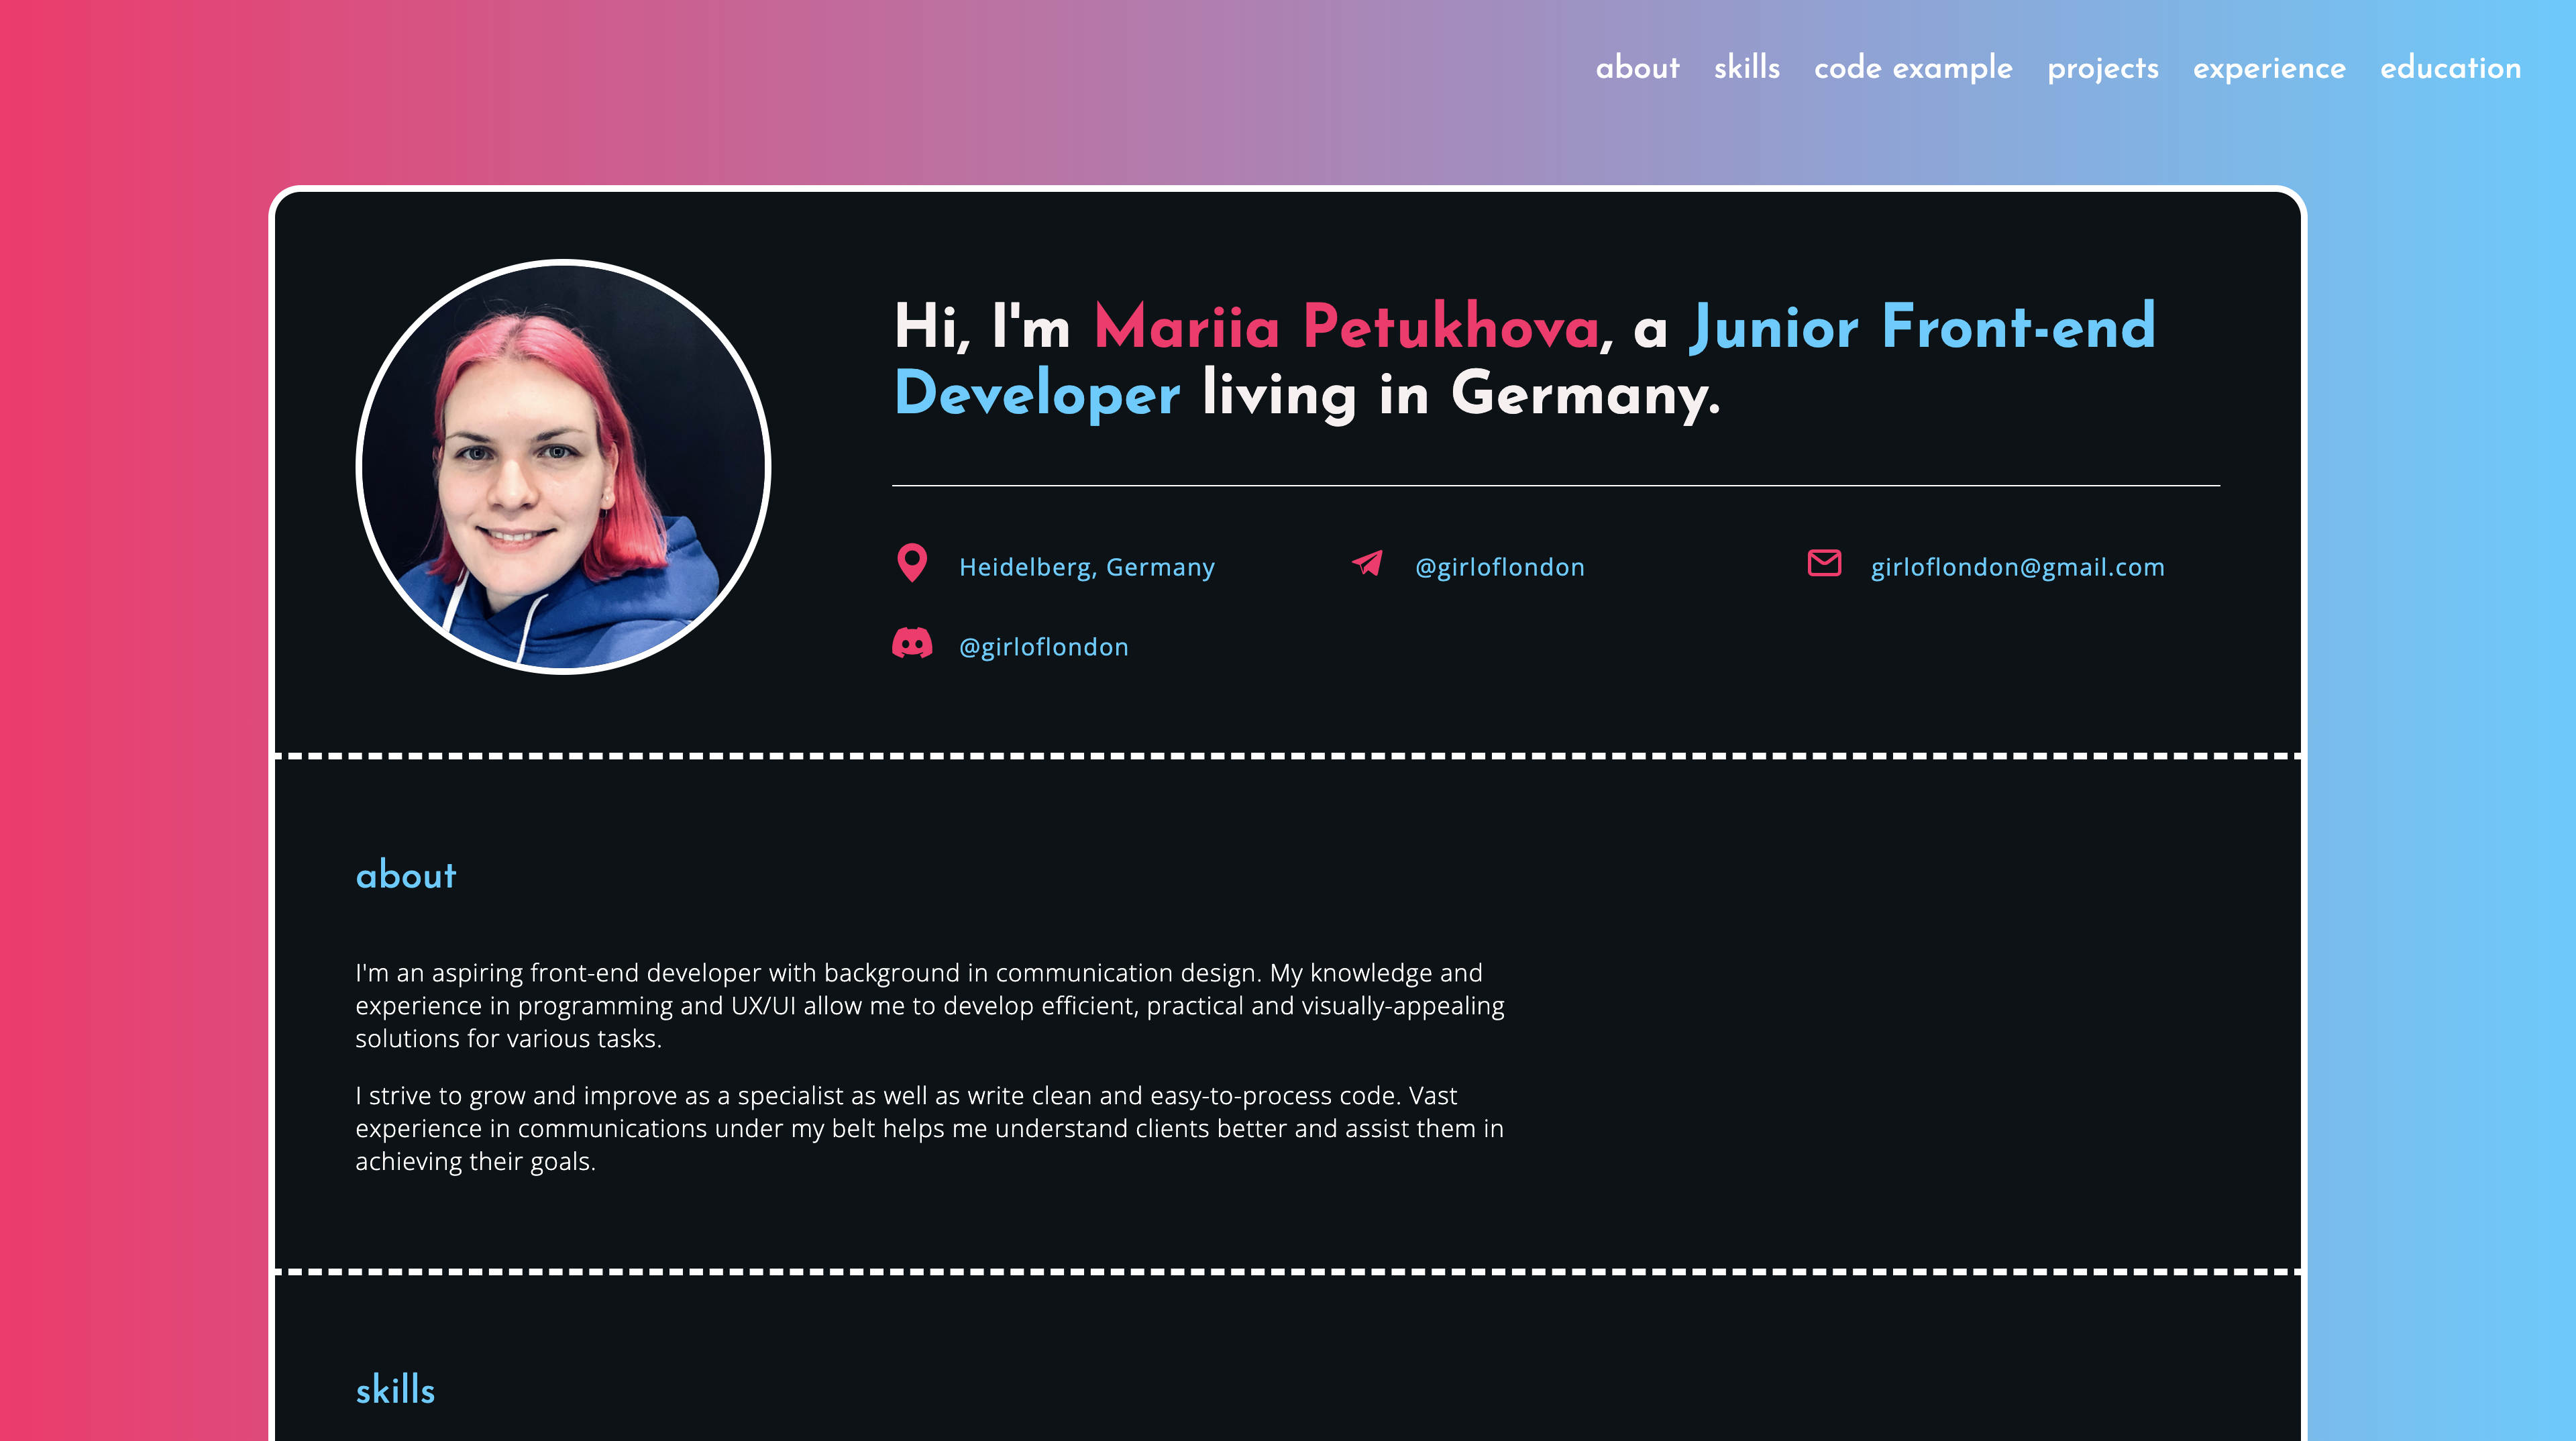 about skills code example projects experience education
Hi, I'm Mariia Petukhova, a Junior Front-end
Developer living in Germany.
Heidelberg, Germany
@girloflondon
girloflondon@gmail.com
@girloflondon
about
I'm an aspiring front-end developer with background in communication design. My knowledge and
experience in programming and UX/UI allow me to develop efficient, practical and visually-appealing
solutions for various tasks.
I strive to grow and improve as a specialist as well as write clean and easy-to-process code. Vast
experience in communications under my belt helps me understand clients better and assist them in
achieving their goals.
skills